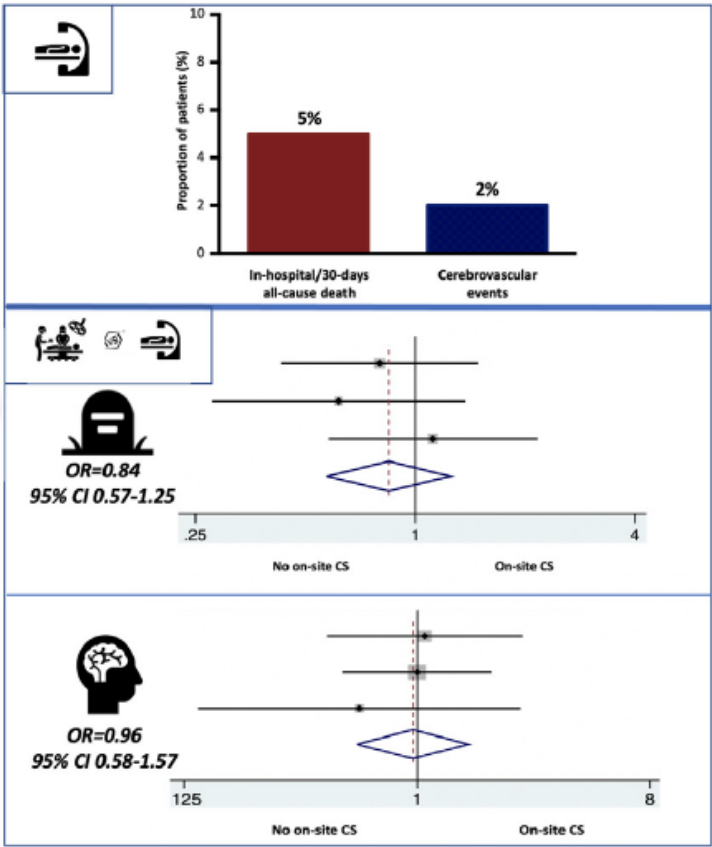 10
8
6
4
2
0
Proportion of patients (%)
5%
2%
In-hospital/30-days
all-cause death
Cerebrovascular
events
OR=0.84
95% CI 0.57-1.25
.25
1
4
No on-site CS
On-site CS
OR=0.96
95% CI 0.58-1.57
125
1
8
No on-site CS
On-site CS